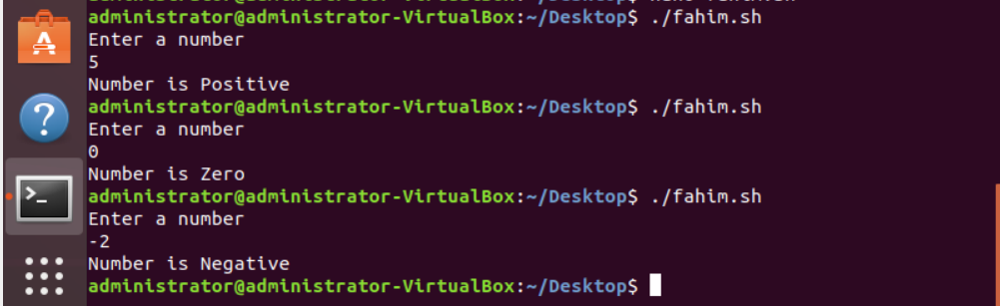 administrator@administrator-VirtualBox:~/Desktop$ ./fahim.sh
Enter a number
5
Number is Positive
administrator@administrator-VirtualBox:~/Desktop$ ./fahim.sh
Enter a number
0
Number is Zero
administrator@administrator-VirtualBox:~/Desktop$ ./fahim.sh
Enter a number
-2
Number is Negative
administrator@administrator-VirtualBox:~/Desktop$